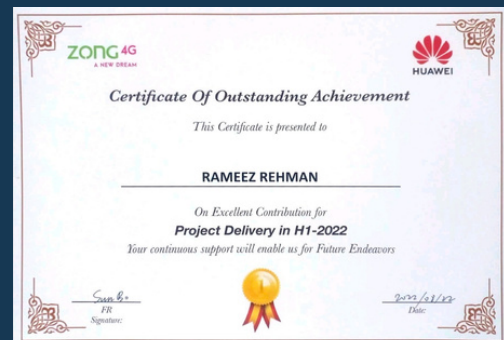 ZONG 4G
A NEW DREAM
HUAWEI
Certificate Of Outstanding Achievement
This Certificate is presented to
RAMEEZ REHMAN
On Excellent Contribution for
Project Delivery in H1-2022
Your continuous support will enable us for Future Endeavors
1
FR
Signature:
Date: